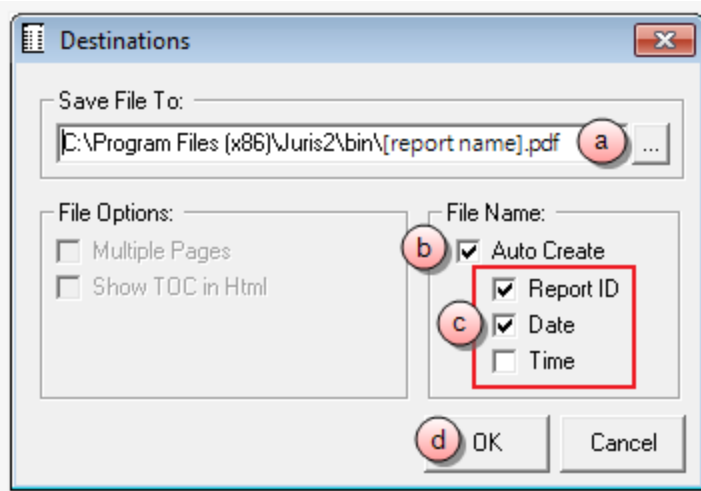 Destinations
Save File To:
C:\Program Files (x86)\Juris2\bin\[report name].pdf
a
...
File Options:
Multiple Pages
Show TOC in Html
File Name:
b
Auto Create
Report ID
c
Date
Time
d
OK
Cancel